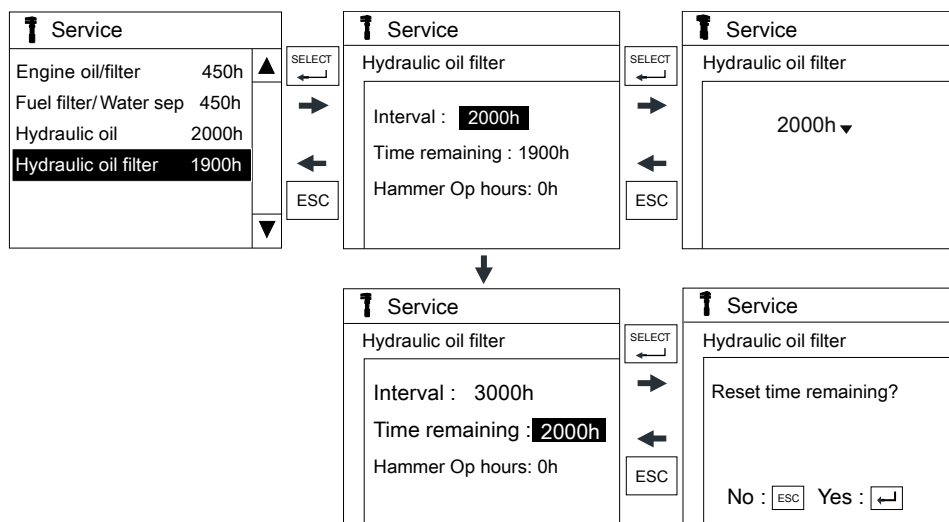 Service
Engine oil/filter 450h
Fuel filter/ Water sep 450h
Hydraulic oil 2000h
Hydraulic oil filter 1900h
SELECT
ESC
Service
Hydraulic oil filter
Interval : 2000h
Time remaining : 1900h
Hammer Op hours: 0h
SELECT
ESC
Service
Hydraulic oil filter
2000h
Service
Hydraulic oil filter
Interval : 3000h
Time remaining : 2000h
Hammer Op hours: 0h
SELECT
ESC
Service
Hydraulic oil filter
Reset time remaining?
No : ESC Yes :